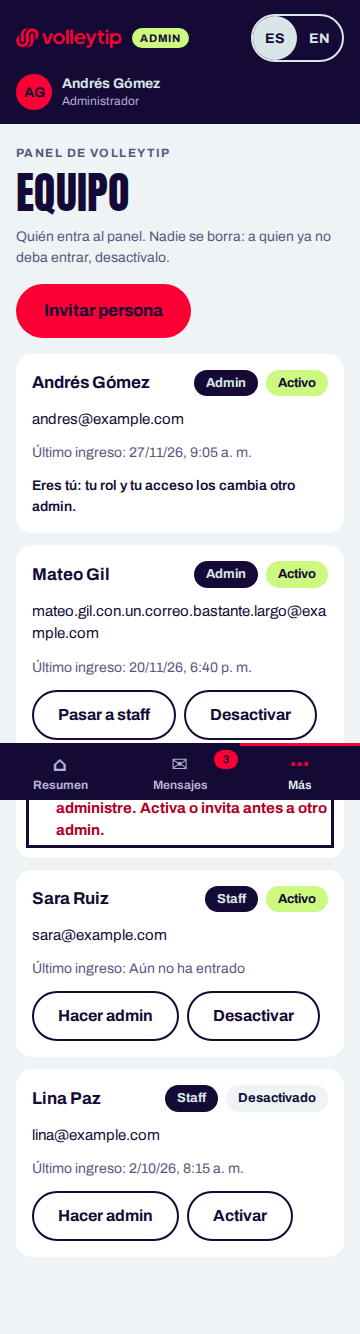 volleytip ADMIN ES EN
AG Andrés Gómez
Administrador
PANEL DE VOLLEYTIP
EQUIPO
Quién entra al panel. Nadie se borra: a quien ya no
deba entrar, desactívalo.
Invitar persona
Andrés Gómez Admin Activo
andres@example.com
Último ingreso: 27/11/26, 9:05 a. m.
Eres tú: tu rol y tu acceso los cambia otro
admin.
Mateo Gil Admin Activo
mateo.gil.con.un.correo.bastante.largo@exa
mple.com
Último ingreso: 20/11/26, 6:40 p. m.
Pasar a staff Desactivar
Resumen Mensajes 3 Más
administre. Activa o invita antes a otro
admin.
Sara Ruiz Staff Activo
sara@example.com
Último ingreso: Aún no ha entrado
Hacer admin Desactivar
Lina Paz Staff Desactivado
lina@example.com
Último ingreso: 2/10/26, 8:15 a. m.
Hacer admin Activar